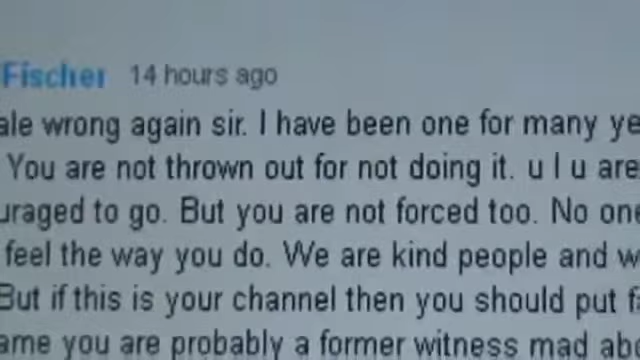 Fischer 14 hours ago
ale wrong again sir. I have been one for many ye
You are not thrown out for not doing it. u l u are
uraged to go. But you are not forced too. No one
feel the way you do. We are kind people and w
But if this is your channel then you should put f
ame you are probably a former witness mad abo